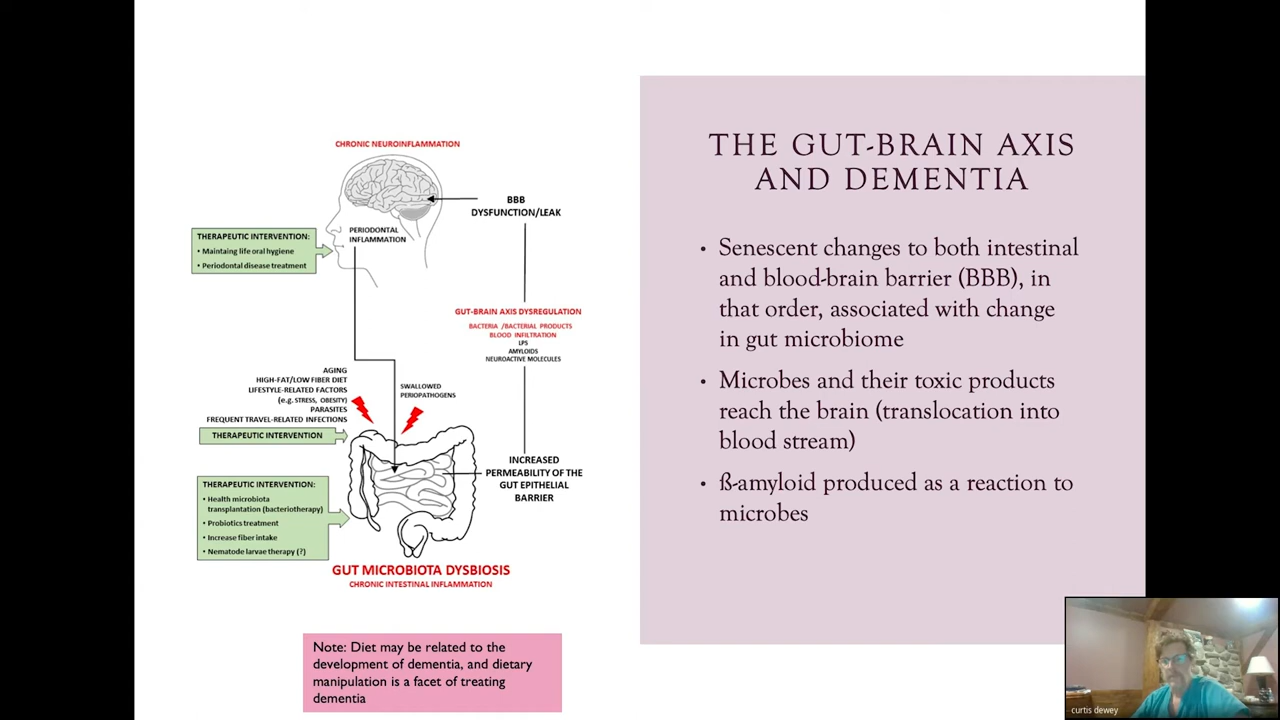 CHRONIC NEUROINFLAMMATION
BBB
DYSFUNCTION/LEAK
PERIODONTAL
INFLAMMATION
THERAPEUTIC INTERVENTION:
• Maintaing life oral hygiene
• Periodontal disease treatment
GUT-BRAIN AXIS DYSREGULATION
BACTERIA /BACTERIAL PRODUCTS
BLOOD INFILTRATION
LPS
AMYLOIDS
NEUROACTIVE MOLECULES
AGING
HIGH-FAT/LOW FIBER DIET
LIFESTYLE-RELATED FACTORS
(e.g. STRESS, OBESITY)
PARASITES
FREQUENT TRAVEL-RELATED INFECTIONS
SWALLOWED
PERIOPATHOGENS
THERAPEUTIC INTERVENTION
INCREASED
PERMEABILITY OF THE
GUT EPITHELIAL
BARRIER
THERAPEUTIC INTERVENTION:
• Health microbiota
transplantation (bacteriotherapy)
• Probiotics treatment
• Increase fiber intake
• Nematode larvae therapy (?)
GUT MICROBIOTA DYSBIOSIS
CHRONIC INTESTINAL INFLAMMATION
Note: Diet may be related to the
development of dementia, and dietary
manipulation is a facet of treating
dementia
THE GUT-BRAIN AXIS
AND DEMENTIA
• Senescent changes to both intestinal
and blood-brain barrier (BBB), in
that order, associated with change
in gut microbiome
• Microbes and their toxic products
reach the brain (translocation into
blood stream)
• ß-amyloid produced as a reaction to
microbes
curtis dewey